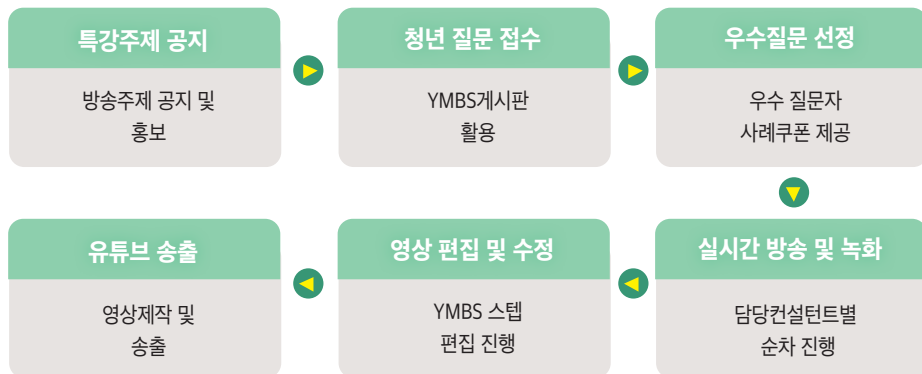 특강주제 공지
방송주제 공지 및
홍보
청년 질문 접수
YMBS게시판
활용
우수질문 선정
우수 질문자
사례쿠폰 제공
실시간 방송 및 녹화
담당컨설턴트별
순차 진행
영상 편집 및 수정
YMBS 스텝
편집 진행
유튜브 송출
영상제작 및
송출